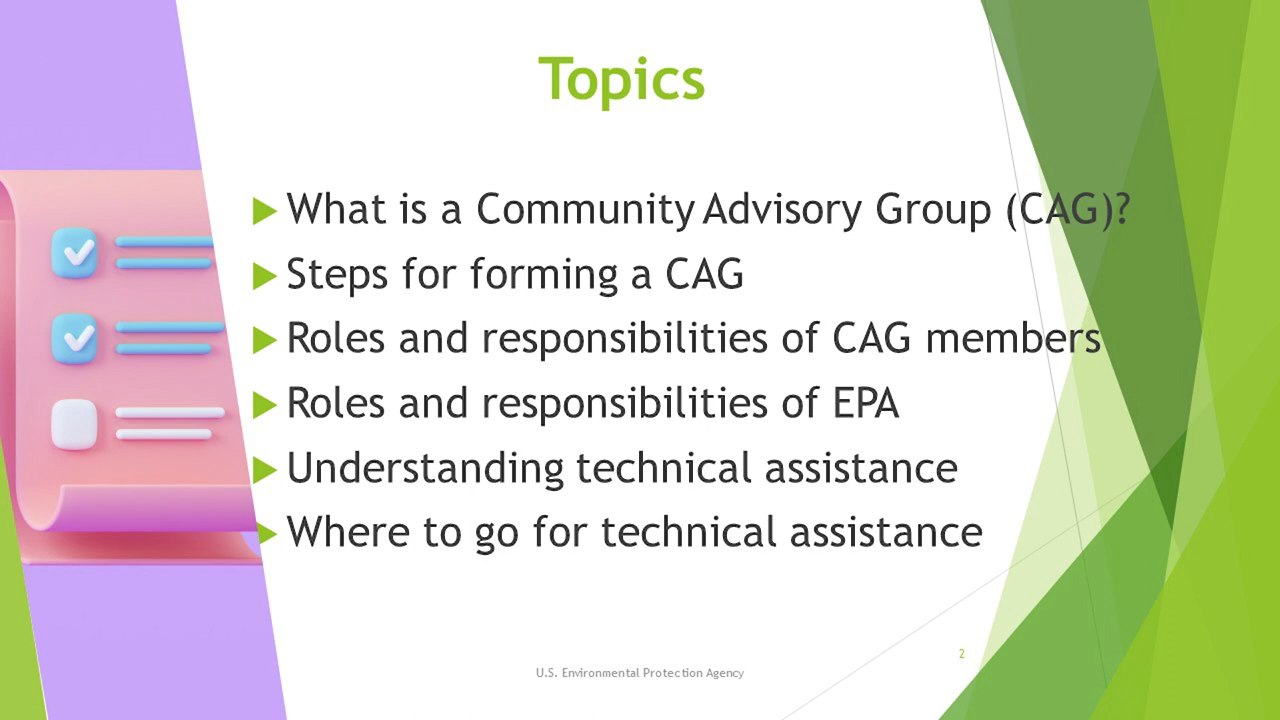 Topics
What is a Community Advisory Group (CAG)?
Steps for forming a CAG
Roles and responsibilities of CAG members
Roles and responsibilities of EPA
Understanding technical assistance
Where to go for technical assistance
2
U.S. Environmental Protection Agency